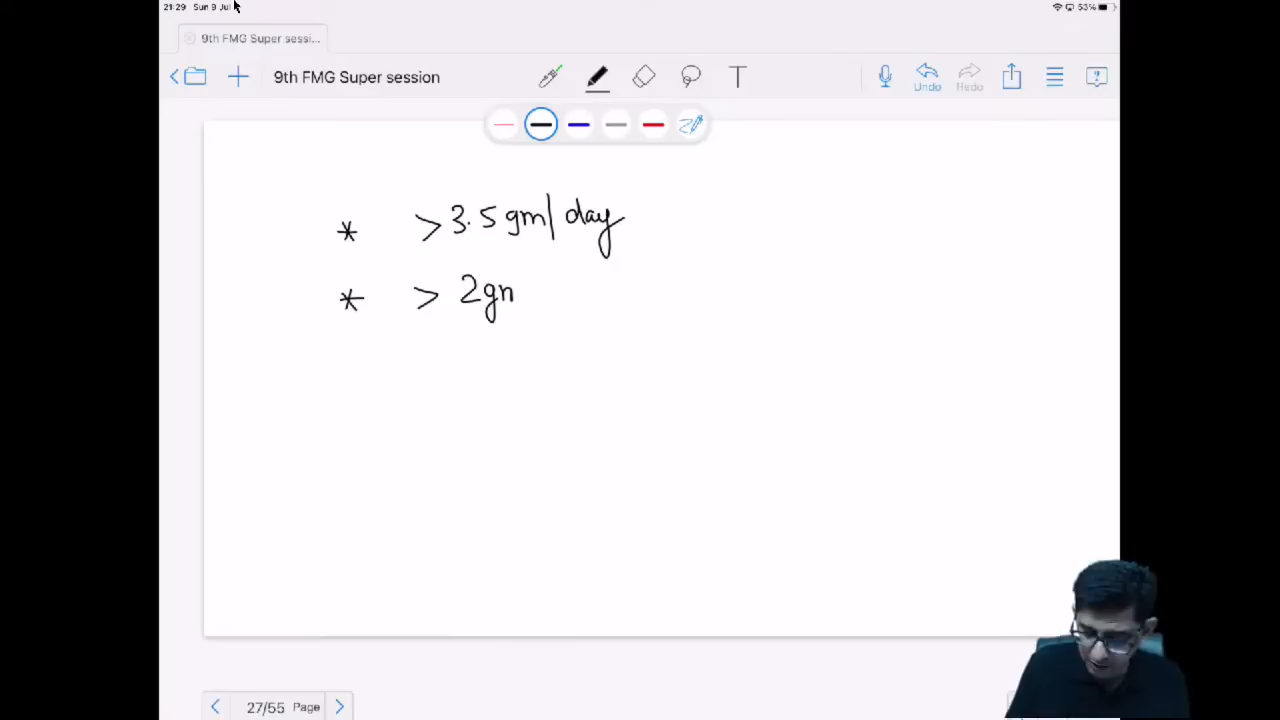 21:29 Sun 9 Jul
53%
9th FMG Super sessi...
9th FMG Super session
T
Undo
Redo
* >3.5 gm/day
* > 2gn
27/55 Page